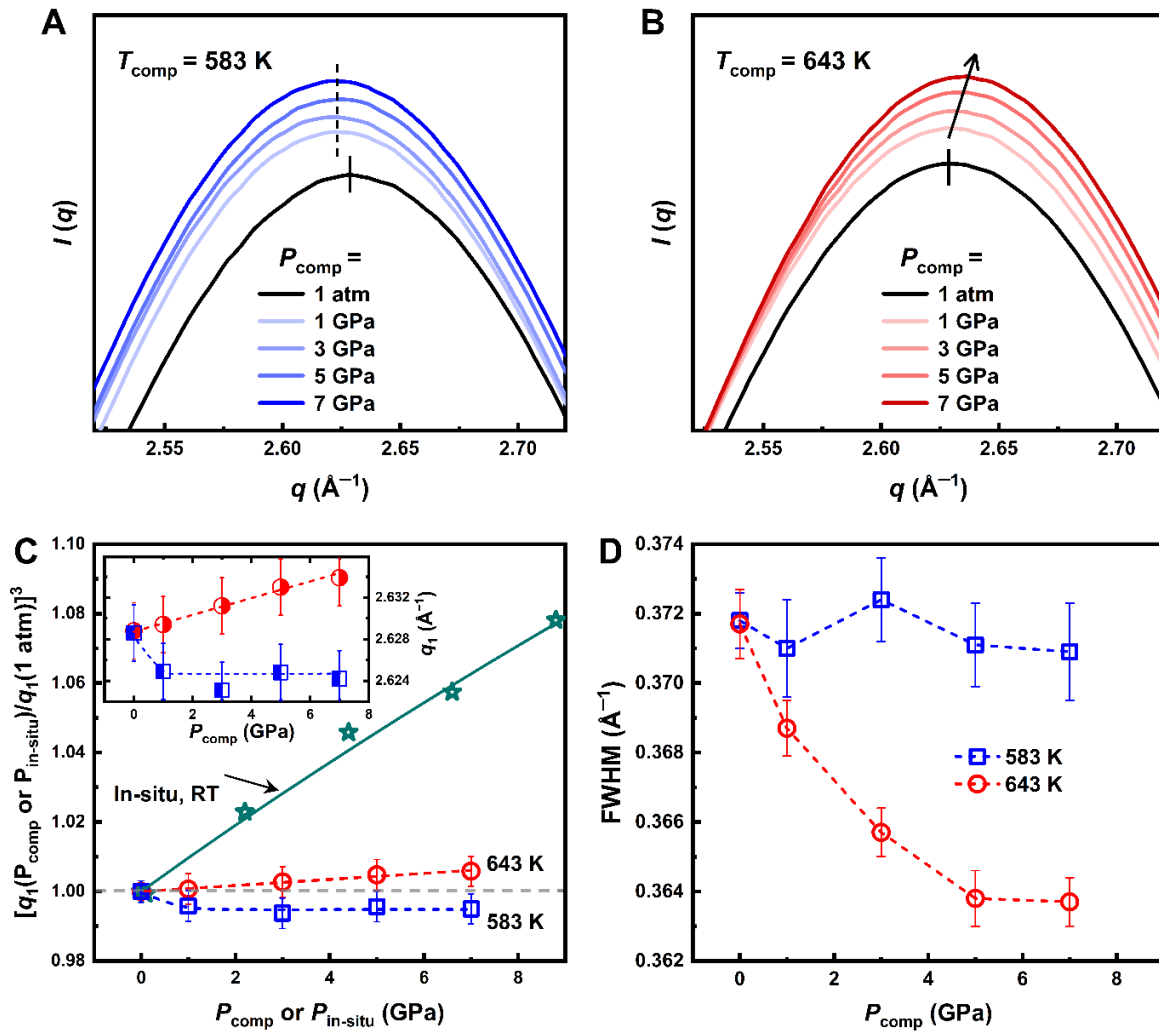 A
T_comp = 583 K
I (q)
P_comp =
1 atm
1 GPa
3 GPa
5 GPa
7 GPa
2.55 2.60 2.65 2.70
q (Å⁻¹)
B
T_comp = 643 K
I (q)
P_comp =
1 atm
1 GPa
3 GPa
5 GPa
7 GPa
2.55 2.60 2.65 2.70
q (Å⁻¹)
C
[q₁(P_comp or P_in-situ)/q₁(1 atm)]³
1.10
1.08
1.06
1.04
1.02
1.00
0.98
2.632
2.628
2.624
q₁ (Å⁻¹)
0 2 4 6 8
P_comp (GPa)
In-situ, RT
643 K
583 K
0 2 4 6 8
P_comp or P_in-situ (GPa)
D
FWHM (Å⁻¹)
0.374
0.372
0.370
0.368
0.366
0.364
0.362
583 K
643 K
0 2 4 6 8
P_comp (GPa)